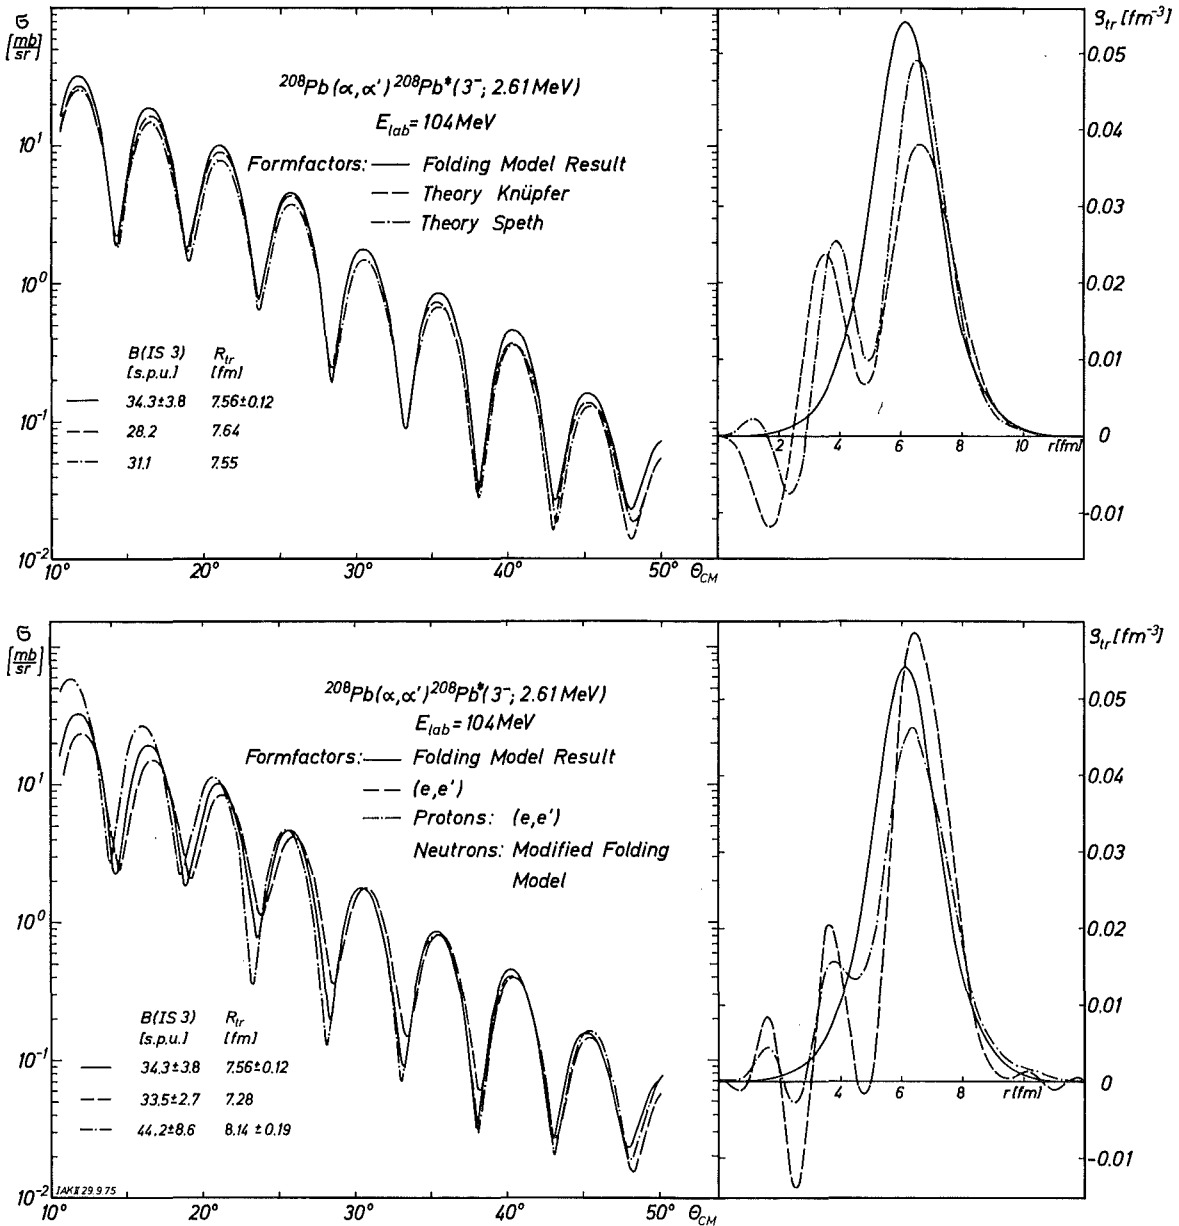 σ
[mb/sr]
²⁰⁸Pb(α,α')²⁰⁸Pb*(3⁻; 2.61 MeV)
E_lab = 104 MeV
Formfactors: — Folding Model Result
Theory Knüpfer
Theory Speth
B(IS 3) R_tr
[s.p.u.] [fm]
34.3±3.8 7.56±0.12
28.2 7.64
31.1 7.55
10¹
10⁰
10⁻¹
10⁻²
10° 20° 30° 40° 50° θ_CM
ρ_tr [fm⁻³]
0.05
0.04
0.03
0.02
0.01
0
-0.01
2 4 6 8 10 r[fm]
σ
[mb/sr]
²⁰⁸Pb(α,α')²⁰⁸Pb*(3⁻; 2.61 MeV)
E_lab = 104 MeV
Formfactors: — Folding Model Result
(e,e')
Protons: (e,e')
Neutrons: Modified Folding
Model
B(IS 3) R_tr
[s.p.u.] [fm]
34.3±3.8 7.56±0.12
33.5±2.7 7.28
44.2±8.6 8.14 ±0.19
IAK II 29.9.75
10¹
10⁰
10⁻¹
10⁻²
10° 20° 30° 40° 50° θ_CM
ρ_tr [fm⁻³]
0.05
0.04
0.03
0.02
0.01
0
-0.01
4 6 8 r[fm]